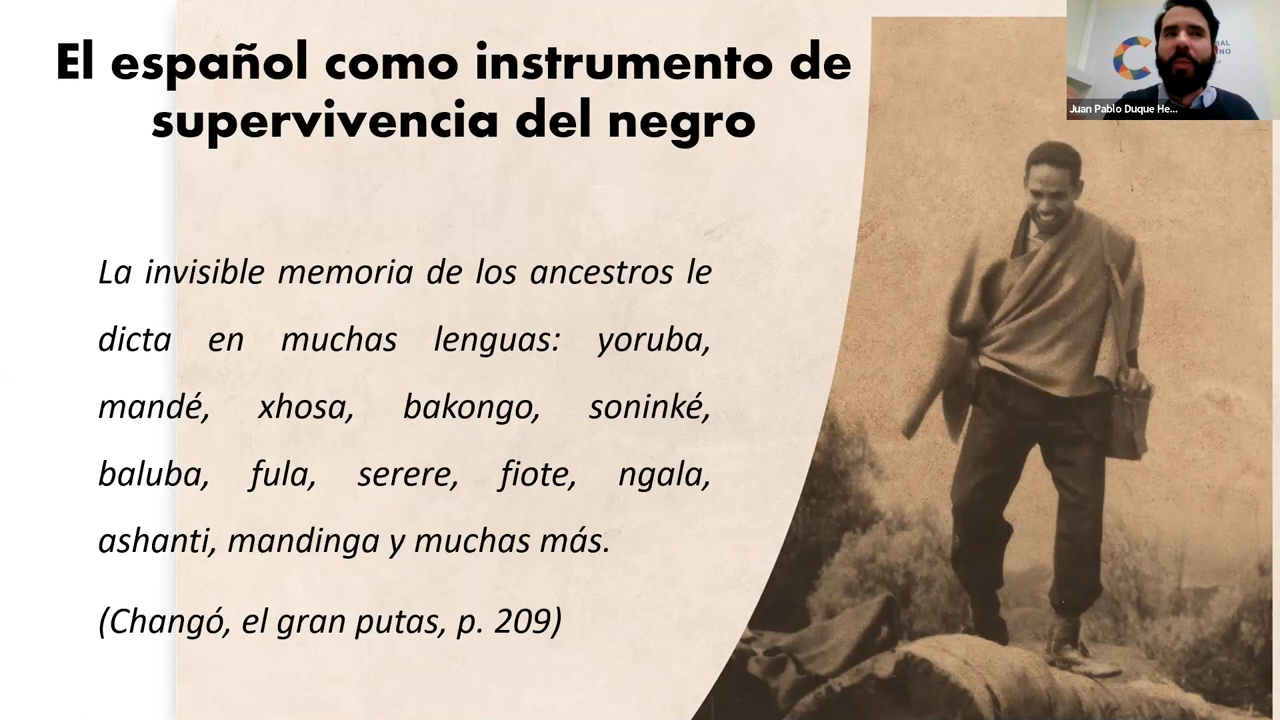 El español como instrumento de
supervivencia del negro
La invisible memoria de los ancestros le
dicta en muchas lenguas: yoruba,
mandé, xhosa, bakongo, soninké,
baluba, fula, serere, fiote, ngala,
ashanti, mandinga y muchas más.
(Changó, el gran putas, p. 209)
Juan Pablo Duque He...